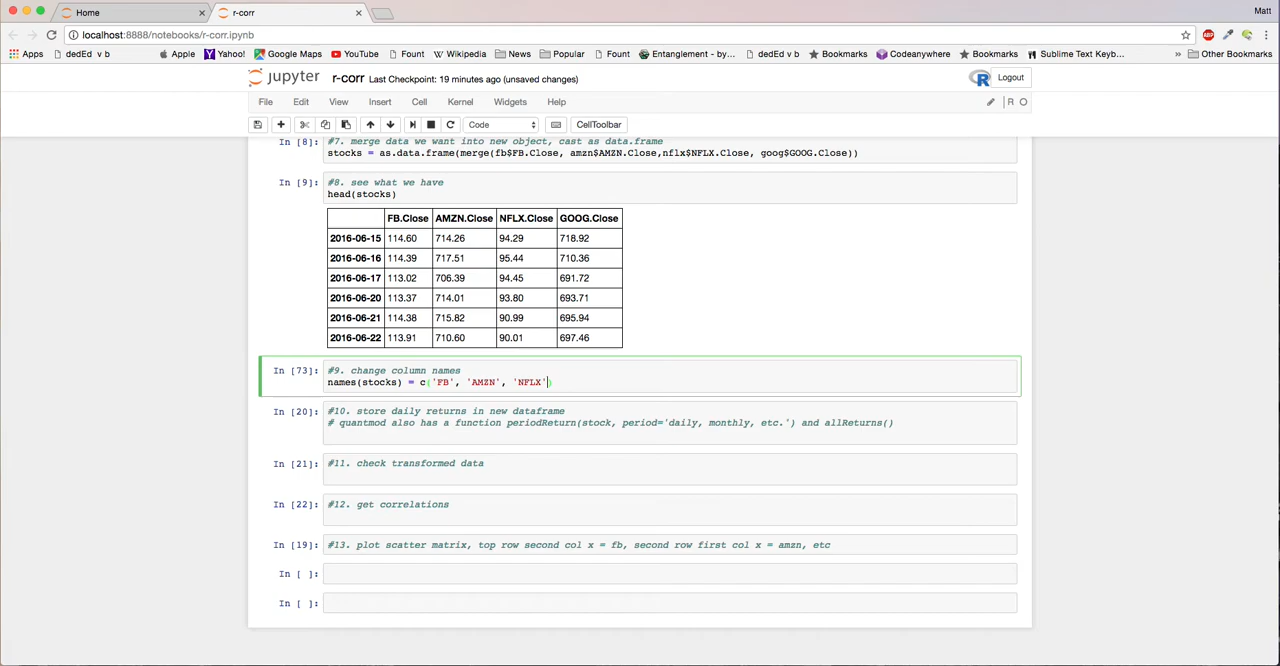 Home
r-corr
Matt
localhost:8888/notebooks/r-corr.ipynb
Apps dedEd v b Apple Yahoo! Google Maps YouTube Fount Wikipedia News Popular Fount Entanglement - by... dedEd v b Bookmarks Codeanywhere Bookmarks Sublime Text Keyb... » Other Bookmarks
jupyter r-corr Last Checkpoint: 19 minutes ago (unsaved changes) R Logout
File Edit View Insert Cell Kernel Widgets Help R
Code CellToolbar
In [8]: #7. merge data we want into new object, cast as data.frame
stocks = as.data.frame(merge(fb$FB.Close, amzn$AMZN.Close,nflx$NFLX.Close, goog$GOOG.Close))
In [9]: #8. see what we have
head(stocks)
FB.Close AMZN.Close NFLX.Close GOOG.Close
2016-06-15 114.60 714.26 94.29 718.92
2016-06-16 114.39 717.51 95.44 710.36
2016-06-17 113.02 706.39 94.45 691.72
2016-06-20 113.37 714.01 93.80 693.71
2016-06-21 114.38 715.82 90.99 695.94
2016-06-22 113.91 710.60 90.01 697.46
In [73]: #9. change column names
names(stocks) = c('FB', 'AMZN', 'NFLX')
In [20]: #10. store daily returns in new dataframe
# quantmod also has a function periodReturn(stock, period='daily, monthly, etc.') and allReturns()
In [21]: #11. check transformed data
In [22]: #12. get correlations
In [19]: #13. plot scatter matrix, top row second col x = fb, second row first col x = amzn, etc
In [ ]:
In [ ]: